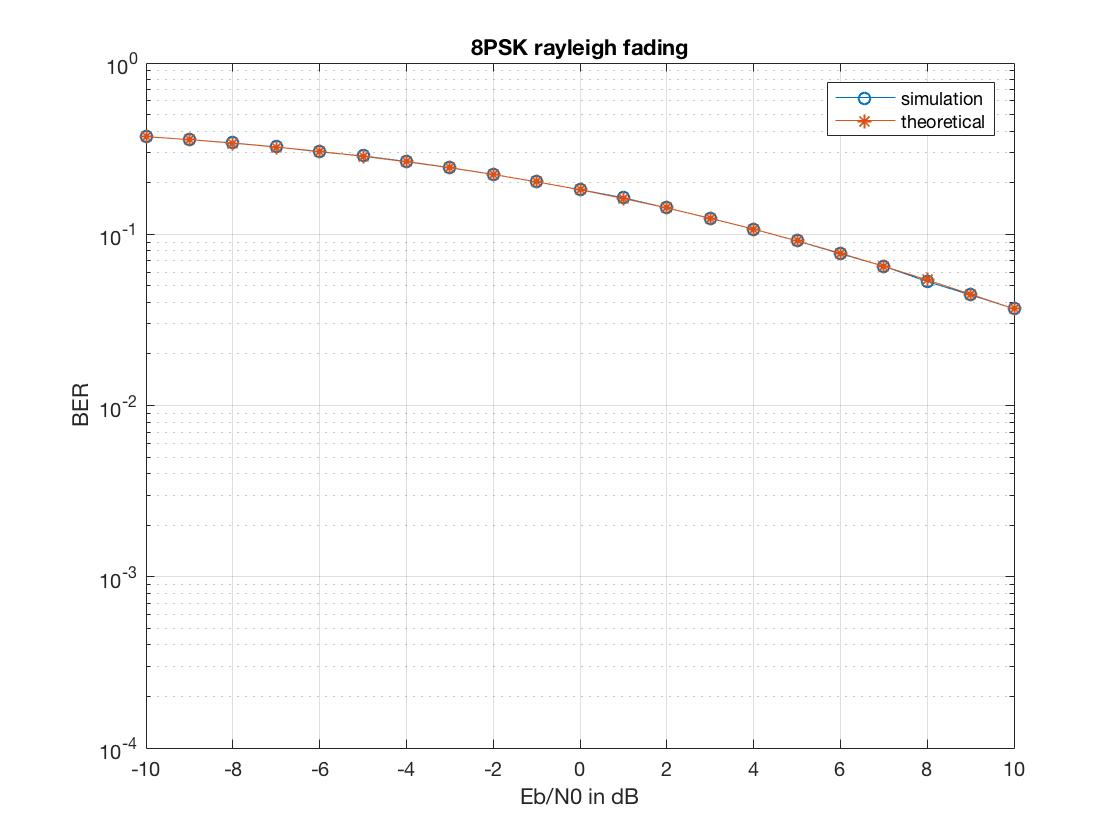 8PSK rayleigh fading
simulation
theoretical
10^0
10^-1
10^-2
10^-3
10^-4
BER
-10 -8 -6 -4 -2 0 2 4 6 8 10
Eb/N0 in dB